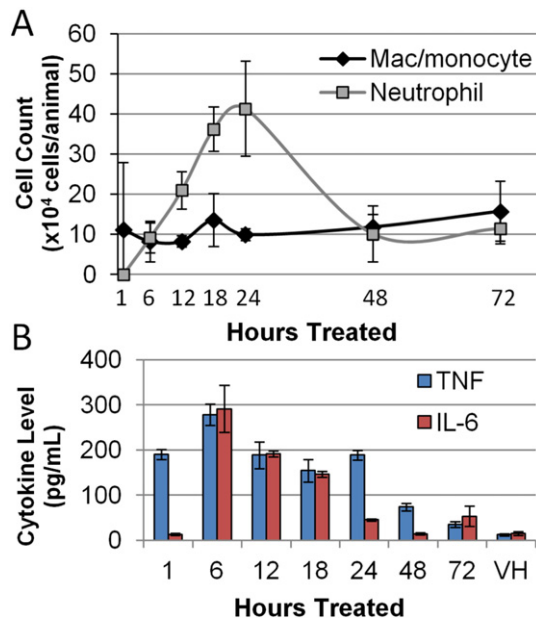 A
60
50
40
30
20
10
0
Cell Count
(x10⁴ cells/animal)
Mac/monocyte
Neutrophil
1 6 12 18 24 48 72
Hours Treated
B
400
300
200
100
0
Cytokine Level
(pg/mL)
TNF
IL-6
1 6 12 18 24 48 72 VH
Hours Treated